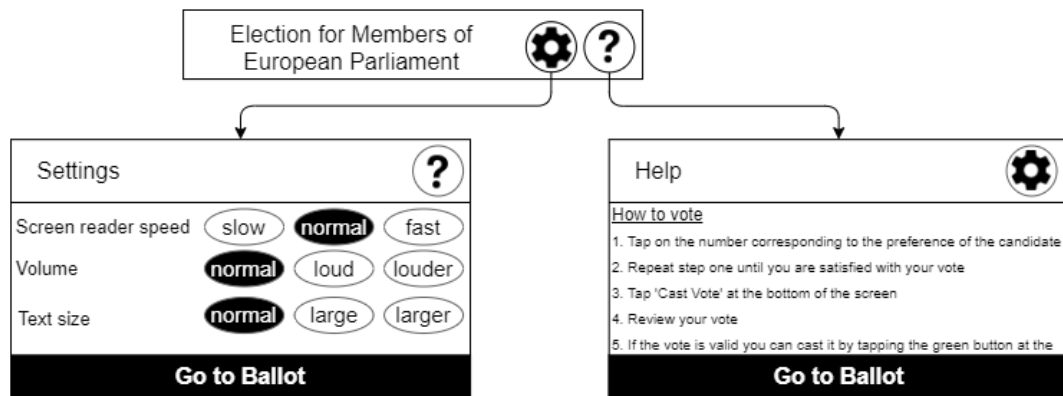 Election for Members of
European Parliament
?
Settings
?
Screen reader speed
slow
normal
fast
Volume
normal
loud
louder
Text size
normal
large
larger
Go to Ballot
Help
How to vote
1. Tap on the number corresponding to the preference of the candidate
2. Repeat step one until you are satisfied with your vote
3. Tap 'Cast Vote' at the bottom of the screen
4. Review your vote
5. If the vote is valid you can cast it by tapping the green button at the
Go to Ballot